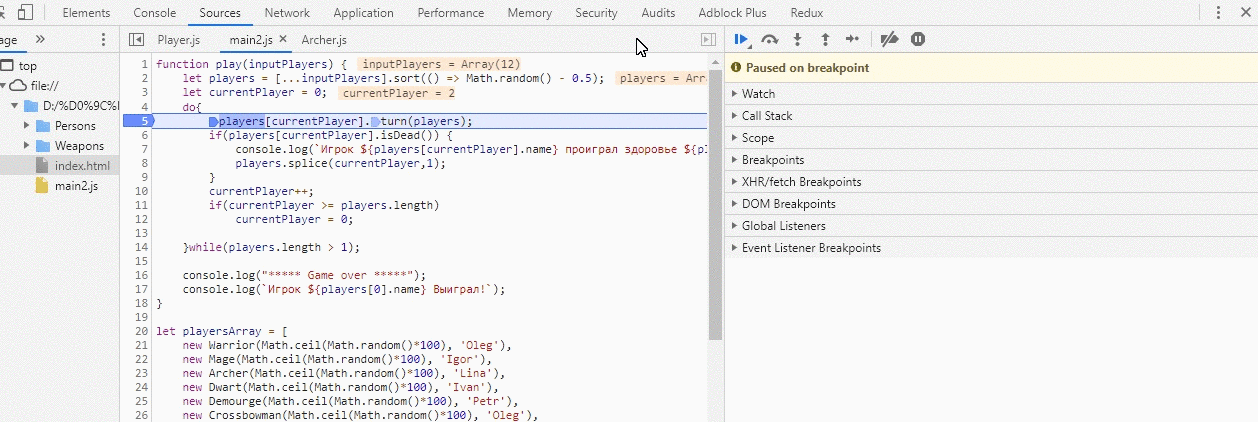 Elements Console Sources Network Application Performance Memory Security Audits Adblock Plus Redux
age » Player.js main2.js × Archer.js
top
file://
D:/%D0%9C%
Persons
Weapons
index.html
main2.js
1 function play(inputPlayers) { inputPlayers = Array(12)
2 let players = [...inputPlayers].sort(() => Math.random() - 0.5); players = Arr
3 let currentPlayer = 0; currentPlayer = 2
4 do{
5 players[currentPlayer].turn(players);
6 if(players[currentPlayer].isDead()) {
7 console.log(`Игрок ${players[currentPlayer].name} проиграл здоровье ${pl
8 players.splice(currentPlayer,1);
9 }
10 currentPlayer++;
11 if(currentPlayer >= players.length)
12 currentPlayer = 0;
13
14 }while(players.length > 1);
15
16 console.log("***** Game over *****");
17 console.log(`Игрок ${players[0].name} Выиграл!`);
18 }
19
20 let playersArray = [
21 new Warrior(Math.ceil(Math.random()*100), 'Oleg'),
22 new Mage(Math.ceil(Math.random()*100), 'Igor'),
23 new Archer(Math.ceil(Math.random()*100), 'Lina'),
24 new Dwart(Math.ceil(Math.random()*100), 'Ivan'),
25 new Demourge(Math.ceil(Math.random()*100), 'Petr'),
26 new Crossbowman(Math.ceil(Math.random()*100), 'Oleg'),
Paused on breakpoint
Watch
Call Stack
Scope
Breakpoints
XHR/fetch Breakpoints
DOM Breakpoints
Global Listeners
Event Listener Breakpoints